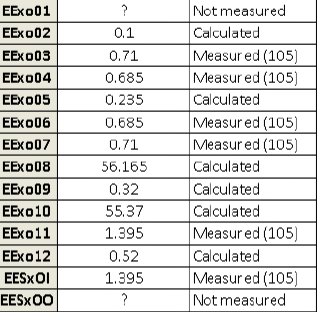 EExo01 ? Not measured
EExo02 0.1 Calculated
EExo03 0.71 Measured (105)
EExo04 0.685 Measured (105)
EExo05 0.235 Calculated
EExo06 0.685 Measured (105)
EExo07 0.71 Measured (105)
EExo08 56.165 Calculated
EExo09 0.32 Calculated
EExo10 55.37 Calculated
EExo11 1.395 Measured (105)
EExo12 0.52 Calculated
EESxOI 1.395 Measured (105)
EESxOO ? Not measured